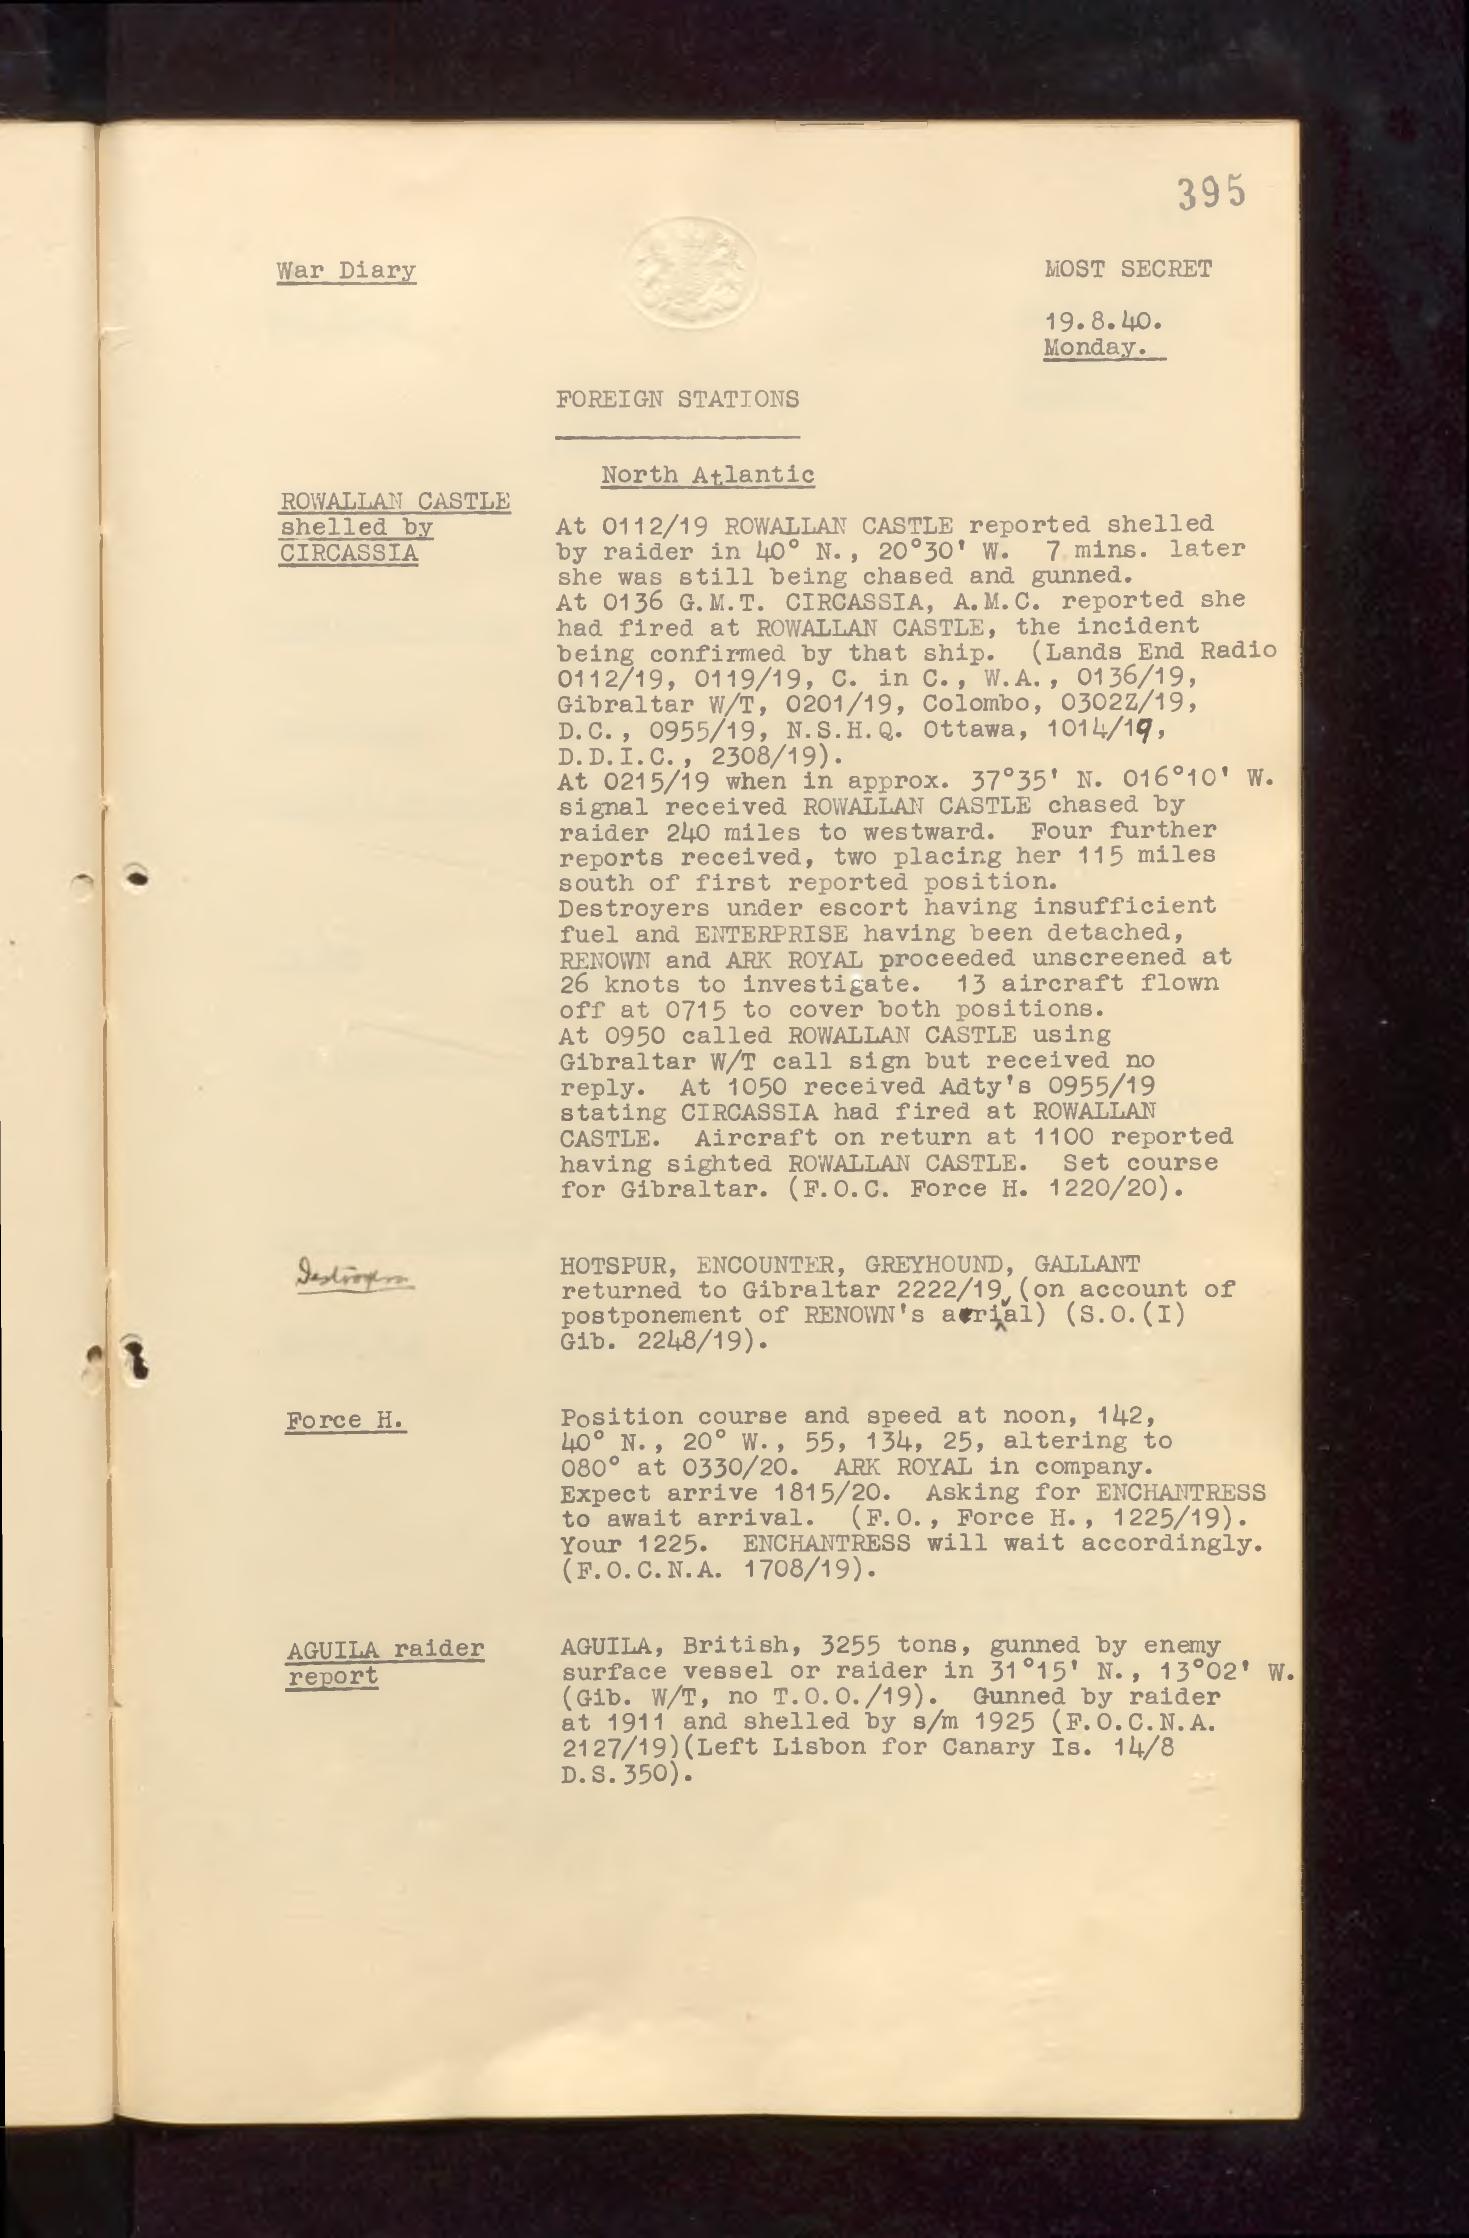 395
War Diary
MOST SECRET
19.8.40.
Monday.
FOREIGN STATIONS
North Atlantic
ROWALLAN CASTLE
shelled by
CIRCASSIA
At 0112/19 ROWALLAN CASTLE reported shelled
by raider in 40° N., 20°30' W. 7 mins. later
she was still being chased and gunned.
At 0136 G.M.T. CIRCASSIA, A.M.C. reported she
had fired at ROWALLAN CASTLE, the incident
being confirmed by that ship. (Lands End Radio
0112/19, 0119/19, C. in C., W.A., 0136/19,
Gibraltar W/T, 0201/19, Colombo, 0302Z/19,
D.C., 0955/19, N.S.H.Q. Ottawa, 1014/19,
D.D.I.C., 2308/19).
At 0215/19 when in approx. 37°35' N. 016°10' W.
signal received ROWALLAN CASTLE chased by
raider 240 miles to westward. Four further
reports received, two placing her 115 miles
south of first reported position.
Destroyers under escort having insufficient
fuel and ENTERPRISE having been detached,
RENOWN and ARK ROYAL proceeded unscreened at
26 knots to investigate. 13 aircraft flown
off at 0715 to cover both positions.
At 0950 called ROWALLAN CASTLE using
Gibraltar W/T call sign but received no
reply. At 1050 received Adty's 0955/19
stating CIRCASSIA had fired at ROWALLAN
CASTLE. Aircraft on return at 1100 reported
having sighted ROWALLAN CASTLE. Set course
for Gibraltar. (F.O.C. Force H. 1220/20).
Destroyers
HOTSPUR, ENCOUNTER, GREYHOUND, GALLANT
returned to Gibraltar 2222/19, (on account of
postponement of RENOWN's aerial) (S.O.(I)
Gib. 2248/19).
Force H.
Position course and speed at noon, 142,
40° N., 20° W., 55, 134, 25, altering to
080° at 0330/20. ARK ROYAL in company.
Expect arrive 1815/20. Asking for ENCHANTRESS
to await arrival. (F.O., Force H., 1225/19).
Your 1225. ENCHANTRESS will wait accordingly.
(F.O.C.N.A. 1708/19).
AGUILA raider
report
AGUILA, British, 3255 tons, gunned by enemy
surface vessel or raider in 31°15' N., 13°02' W.
(Gib. W/T, no T.O.O./19). Gunned by raider
at 1911 and shelled by s/m 1925 (F.O.C.N.A.
2127/19)(Left Lisbon for Canary Is. 14/8
D.S.350).